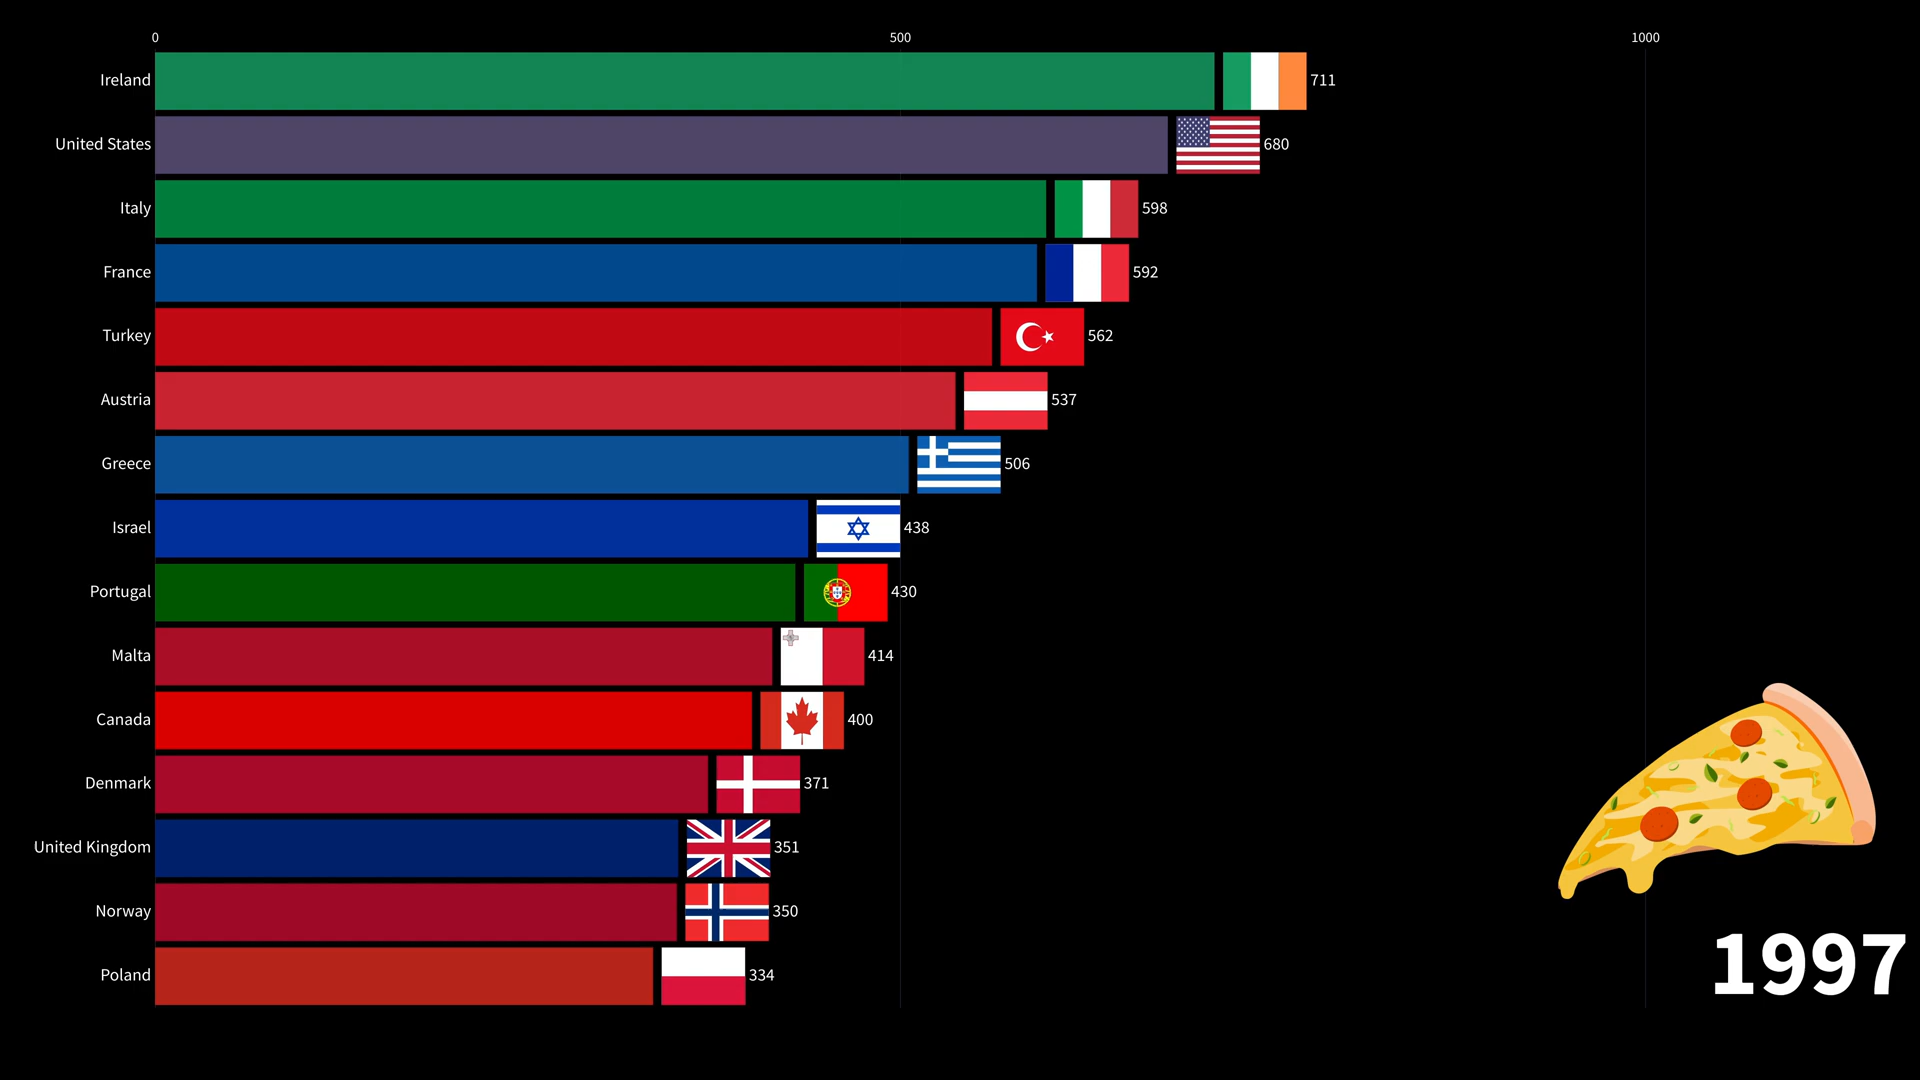 0 500 1000
Ireland 711
United States 680
Italy 598
France 592
Turkey 562
Austria 537
Greece 506
Israel 438
Portugal 430
Malta 414
Canada 400
Denmark 371
United Kingdom 351
Norway 350
Poland 334
1997